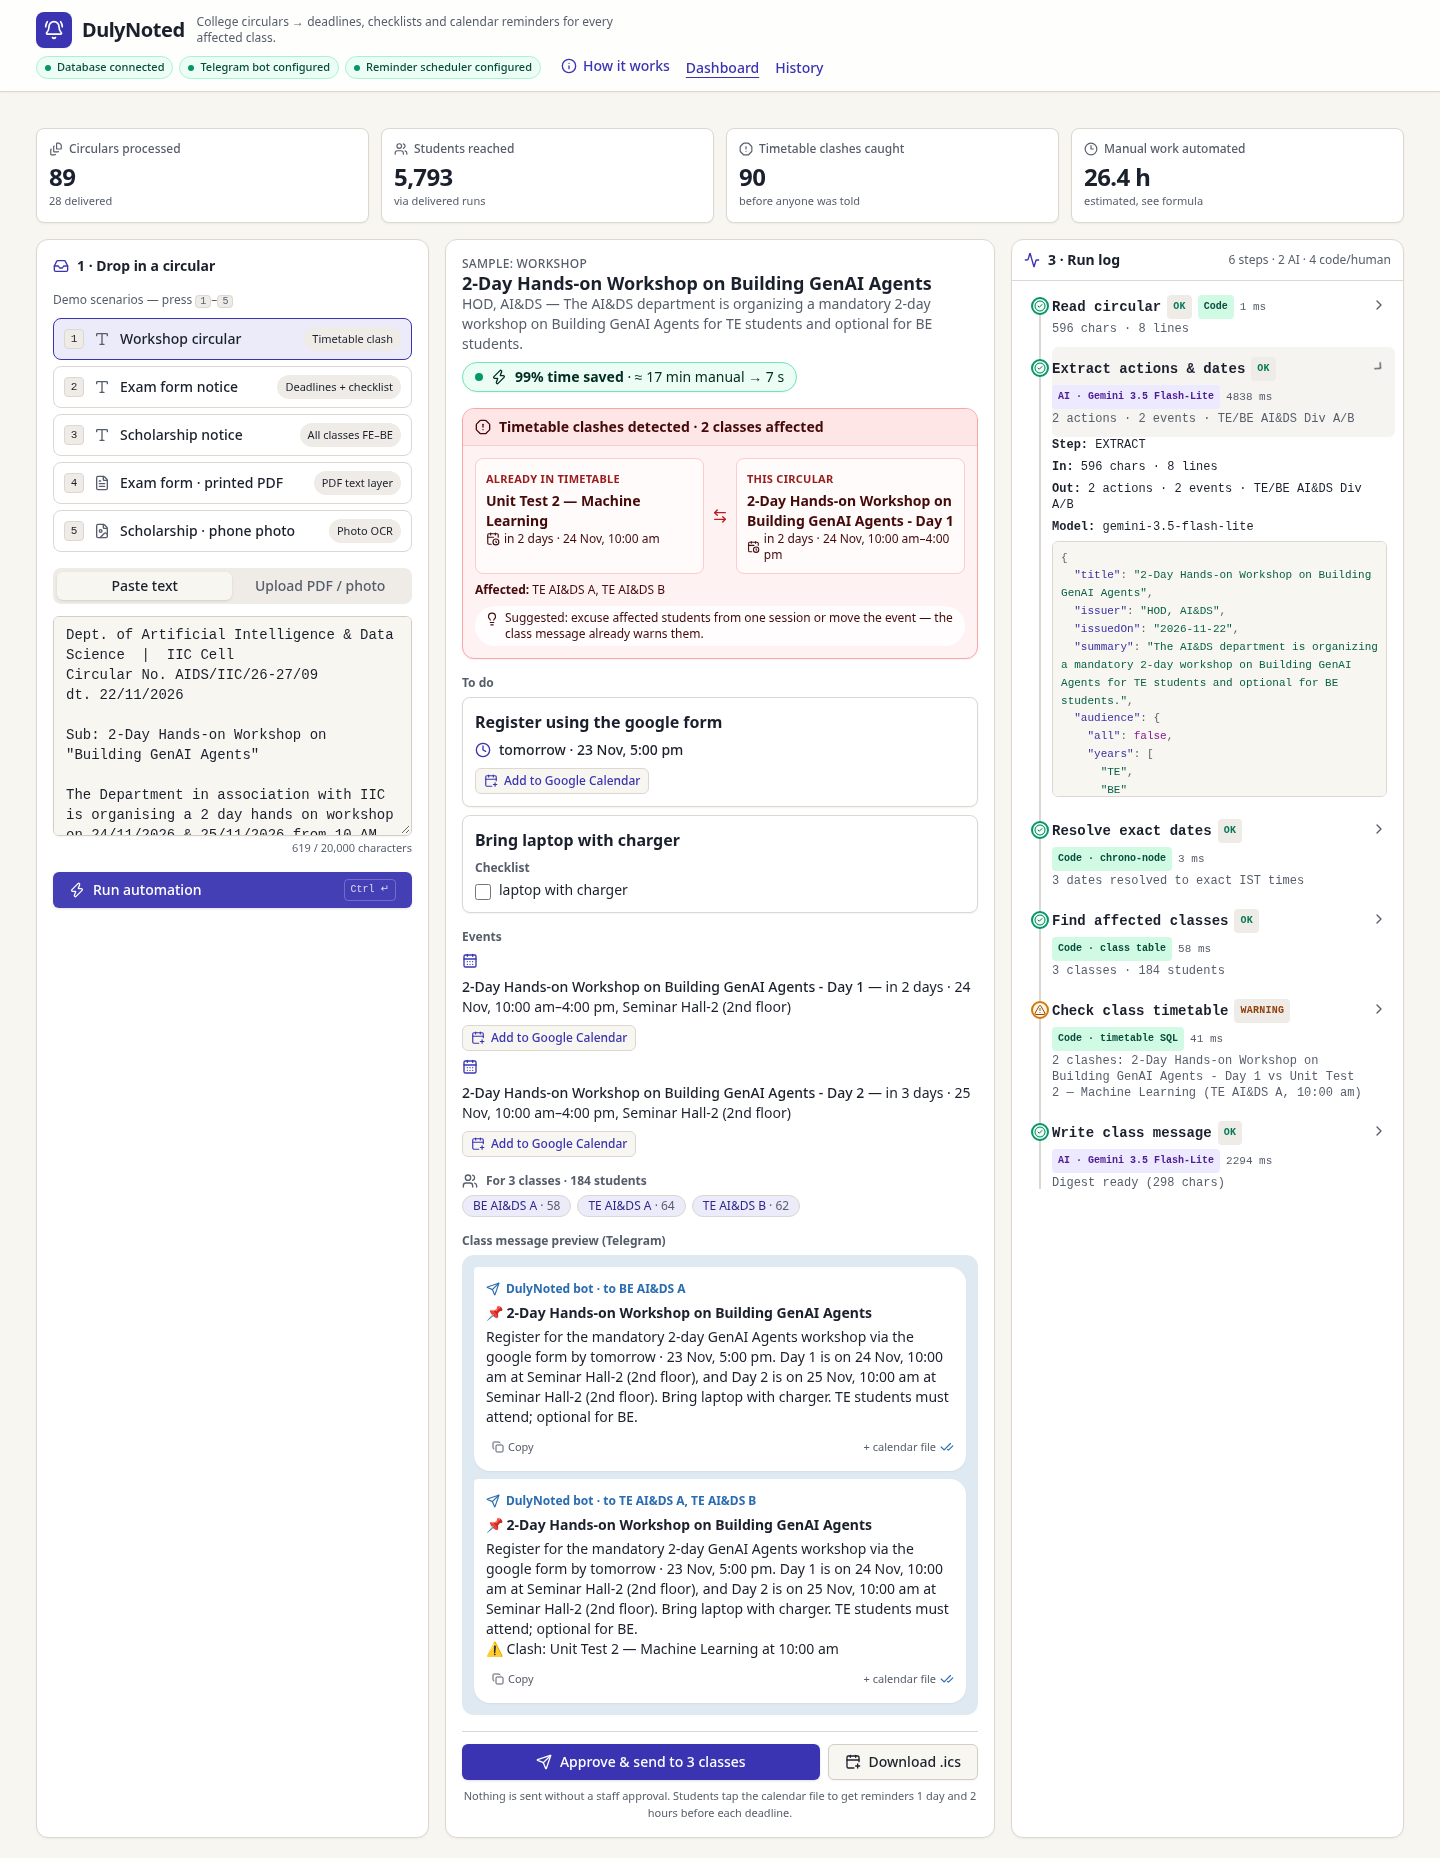 DulyNoted
College circulars → deadlines, checklists and calendar reminders for every
affected class.
Database connected
Telegram bot configured
Reminder scheduler configured
How it works
Dashboard
History
Circulars processed
89
28 delivered
Students reached
5,793
via delivered runs
Timetable clashes caught
90
before anyone was told
Manual work automated
26.4 h
estimated, see formula
1 · Drop in a circular
Demo scenarios — press 1–5
1 Workshop circular Timetable clash
2 Exam form notice Deadlines + checklist
3 Scholarship notice All classes FE–BE
4 Exam form · printed PDF PDF text layer
5 Scholarship · phone photo Photo OCR
Paste text
Upload PDF / photo
Dept. of Artificial Intelligence & Data
Science | IIC Cell
Circular No. AIDS/IIC/26-27/09
dt. 22/11/2026
Sub: 2-Day Hands-on Workshop on
"Building GenAI Agents"
The Department in association with IIC
is organising a 2 day hands on workshop
on 24/11/2026 & 25/11/2026 from 10 AM
619 / 20,000 characters
Run automation Ctrl ↵
SAMPLE: WORKSHOP
2-Day Hands-on Workshop on Building GenAI Agents
HOD, AI&DS — The AI&DS department is organizing a mandatory 2-day
workshop on Building GenAI Agents for TE students and optional for BE
students.
99% time saved · ≈ 17 min manual → 7 s
Timetable clashes detected · 2 classes affected
ALREADY IN TIMETABLE
Unit Test 2 — Machine
Learning
in 2 days · 24 Nov, 10:00 am
THIS CIRCULAR
2-Day Hands-on Workshop on
Building GenAI Agents - Day 1
in 2 days · 24 Nov, 10:00 am–4:00
pm
Affected: TE AI&DS A, TE AI&DS B
Suggested: excuse affected students from one session or move the event — the
class message already warns them.
To do
Register using the google form
tomorrow · 23 Nov, 5:00 pm
Add to Google Calendar
Bring laptop with charger
Checklist
laptop with charger
Events
2-Day Hands-on Workshop on Building GenAI Agents - Day 1 — in 2 days · 24
Nov, 10:00 am–4:00 pm, Seminar Hall-2 (2nd floor)
Add to Google Calendar
2-Day Hands-on Workshop on Building GenAI Agents - Day 2 — in 3 days · 25
Nov, 10:00 am–4:00 pm, Seminar Hall-2 (2nd floor)
Add to Google Calendar
For 3 classes · 184 students
BE AI&DS A · 58
TE AI&DS A · 64
TE AI&DS B · 62
Class message preview (Telegram)
DulyNoted bot · to BE AI&DS A
📌 2-Day Hands-on Workshop on Building GenAI Agents
Register for the mandatory 2-day GenAI Agents workshop via the
google form by tomorrow · 23 Nov, 5:00 pm. Day 1 is on 24 Nov, 10:00
am at Seminar Hall-2 (2nd floor), and Day 2 is on 25 Nov, 10:00 am at
Seminar Hall-2 (2nd floor). Bring laptop with charger. TE students must
attend; optional for BE.
Copy
+ calendar file
DulyNoted bot · to TE AI&DS A, TE AI&DS B
📌 2-Day Hands-on Workshop on Building GenAI Agents
Register for the mandatory 2-day GenAI Agents workshop via the
google form by tomorrow · 23 Nov, 5:00 pm. Day 1 is on 24 Nov, 10:00
am at Seminar Hall-2 (2nd floor), and Day 2 is on 25 Nov, 10:00 am at
Seminar Hall-2 (2nd floor). Bring laptop with charger. TE students must
attend; optional for BE.
⚠️ Clash: Unit Test 2 — Machine Learning at 10:00 am
Copy
+ calendar file
Approve & send to 3 classes
Download .ics
Nothing is sent without a staff approval. Students tap the calendar file to get reminders 1 day and 2
hours before each deadline.
3 · Run log
6 steps · 2 AI · 4 code/human
Read circular OK Code 1 ms
596 chars · 8 lines
Extract actions & dates OK
AI · Gemini 3.5 Flash-Lite 4838 ms
2 actions · 2 events · TE/BE AI&DS Div A/B
Step: EXTRACT
In: 596 chars · 8 lines
Out: 2 actions · 2 events · TE/BE AI&DS Div
A/B
Model: gemini-3.5-flash-lite
{
"title": "2-Day Hands-on Workshop on Building
GenAI Agents",
"issuer": "HOD, AI&DS",
"issuedOn": "2026-11-22",
"summary": "The AI&DS department is organizing
a mandatory 2-day workshop on Building GenAI
Agents for TE students and optional for BE
students.",
"audience": {
"all": false,
"years": [
"TE",
"BE"
Resolve exact dates OK
Code · chrono-node 3 ms
3 dates resolved to exact IST times
Find affected classes OK
Code · class table 58 ms
3 classes · 184 students
Check class timetable WARNING
Code · timetable SQL 41 ms
2 clashes: 2-Day Hands-on Workshop on
Building GenAI Agents - Day 1 vs Unit Test
2 — Machine Learning (TE AI&DS A, 10:00 am)
Write class message OK
AI · Gemini 3.5 Flash-Lite 2294 ms
Digest ready (298 chars)